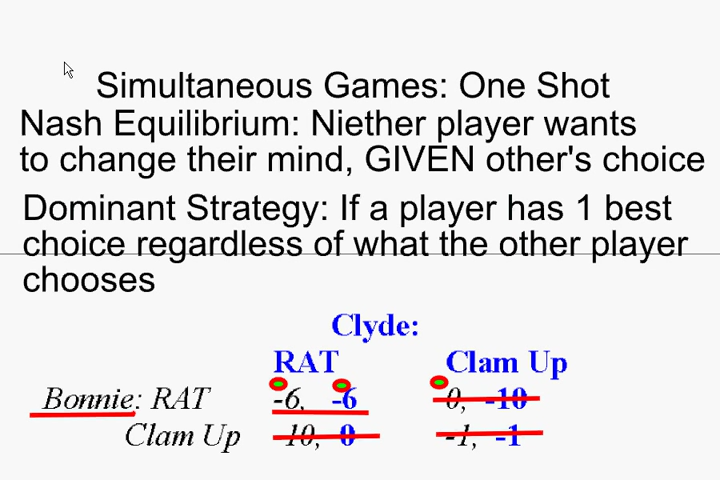 Simultaneous Games: One Shot
Nash Equilibrium: Niether player wants
to change their mind, GIVEN other's choice
Dominant Strategy: If a player has 1 best
choice regardless of what the other player
chooses
Clyde:
RAT Clam Up
Bonnie: RAT -6, -6 0, -10
Clam Up -10, 0 -1, -1